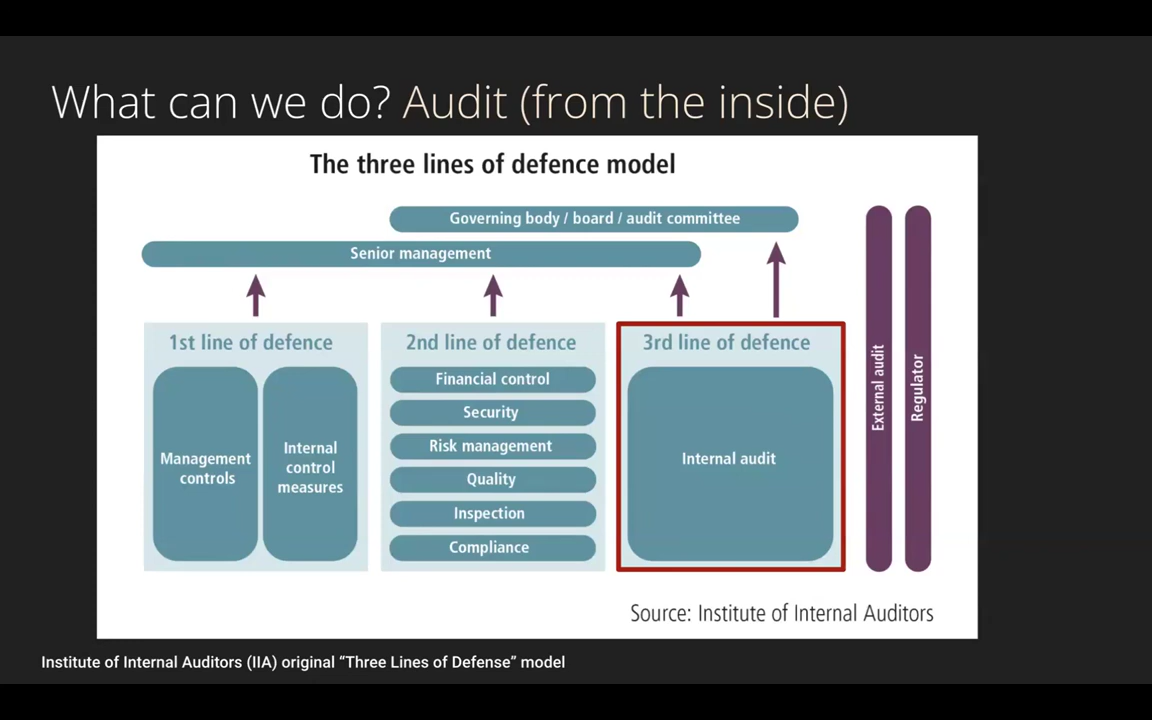 What can we do? Audit (from the inside)
The three lines of defence model
Governing body / board / audit committee
Senior management
1st line of defence
Management
controls
Internal
control
measures
2nd line of defence
Financial control
Security
Risk management
Quality
Inspection
Compliance
3rd line of defence
Internal audit
External audit
Regulator
Source: Institute of Internal Auditors
Institute of Internal Auditors (IIA) original “Three Lines of Defense” model